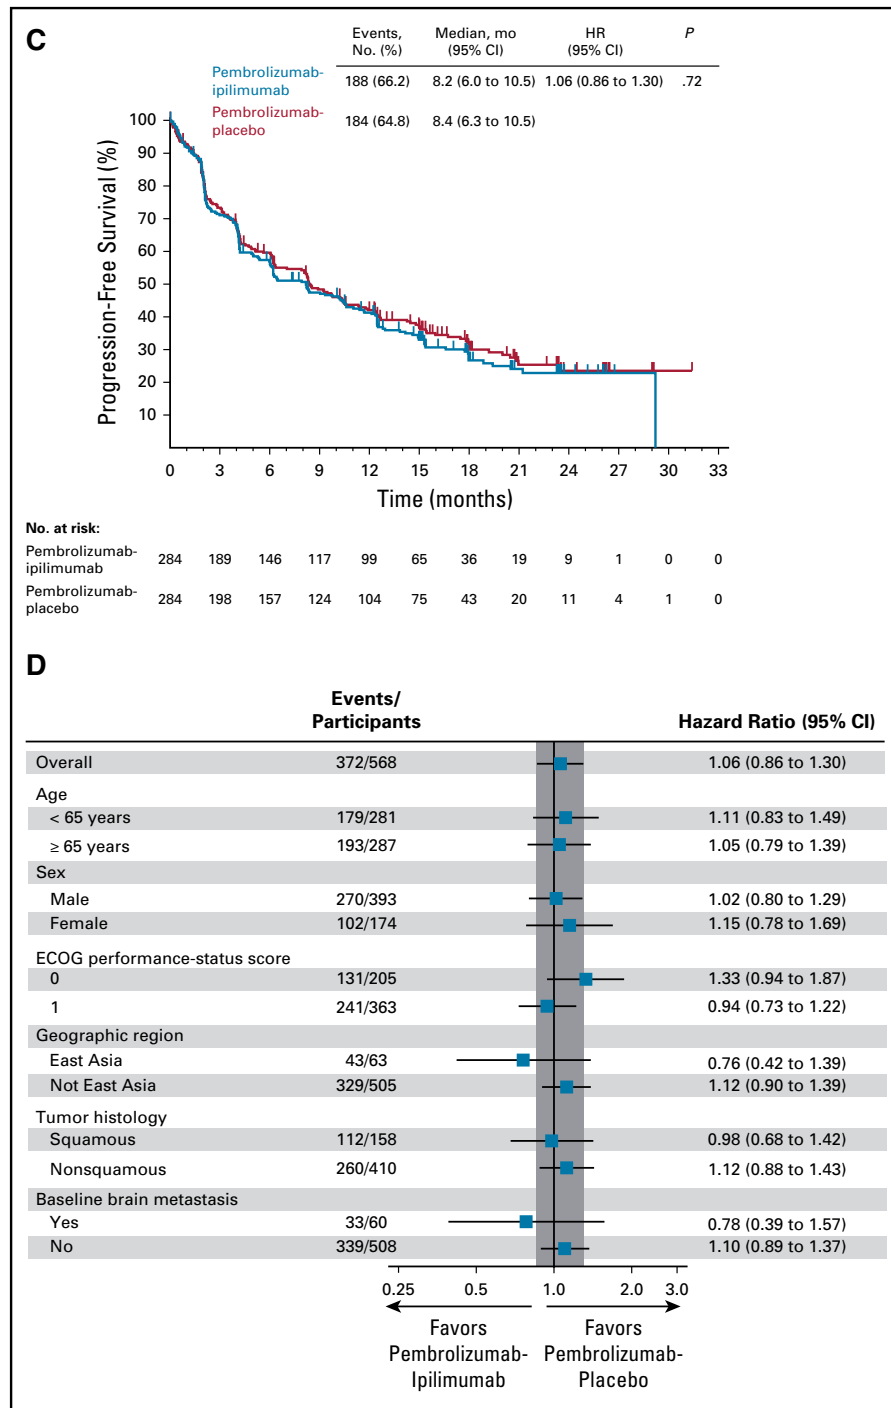 C
Events, No. (%) Median, mo (95% CI) HR (95% CI) P
Pembrolizumab-ipilimumab 188 (66.2) 8.2 (6.0 to 10.5) 1.06 (0.86 to 1.30) .72
Pembrolizumab-placebo 184 (64.8) 8.4 (6.3 to 10.5)
Progression-Free Survival (%)
100
90
80
70
60
50
40
30
20
10
0 3 6 9 12 15 18 21 24 27 30 33
Time (months)
No. at risk:
Pembrolizumab-ipilimumab 284 189 146 117 99 65 36 19 9 1 0 0
Pembrolizumab-placebo 284 198 157 124 104 75 43 20 11 4 1 0
D
Events/
Participants Hazard Ratio (95% CI)
Overall 372/568 1.06 (0.86 to 1.30)
Age
< 65 years 179/281 1.11 (0.83 to 1.49)
≥ 65 years 193/287 1.05 (0.79 to 1.39)
Sex
Male 270/393 1.02 (0.80 to 1.29)
Female 102/174 1.15 (0.78 to 1.69)
ECOG performance-status score
0 131/205 1.33 (0.94 to 1.87)
1 241/363 0.94 (0.73 to 1.22)
Geographic region
East Asia 43/63 0.76 (0.42 to 1.39)
Not East Asia 329/505 1.12 (0.90 to 1.39)
Tumor histology
Squamous 112/158 0.98 (0.68 to 1.42)
Nonsquamous 260/410 1.12 (0.88 to 1.43)
Baseline brain metastasis
Yes 33/60 0.78 (0.39 to 1.57)
No 339/508 1.10 (0.89 to 1.37)
0.25 0.5 1.0 2.0 3.0
Favors Favors
Pembrolizumab- Pembrolizumab-
Ipilimumab Placebo